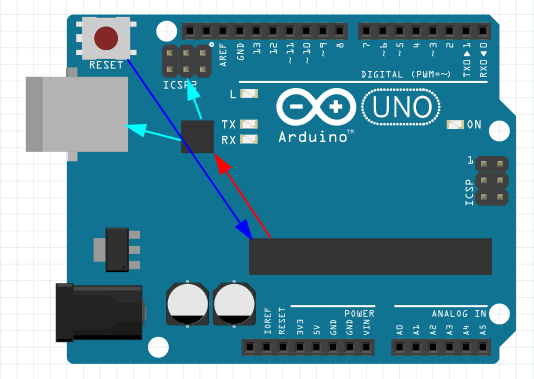 RESET
ICSP2
AREF
GND
13
12
~11
~10
~9
8
7
~6
~5
4
~3
2
TXD▶1
RXD◀0
DIGITAL (PWM=~)
L
TX
RX
UNO
ON
Arduino™
1
ICSP
POWER
ANALOG IN
IOREF
RESET
3V3
5V
GND
GND
VIN
A0
A1
A2
A3
A4
A5